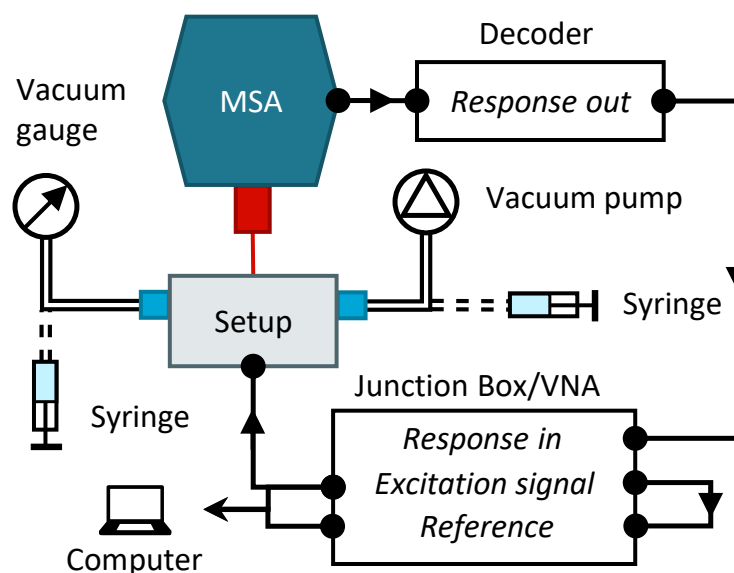 Decoder
Vacuum
gauge
MSA
Response out
Vacuum pump
Setup
Syringe
Junction Box/VNA
Syringe
Response in
Excitation signal
Reference
Computer